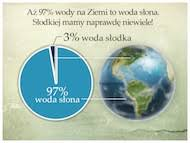 Aż 97% wody na Ziemi to woda słona.
Słodkiej mamy naprawdę niewiele!
3% woda słodka
97%
woda słona